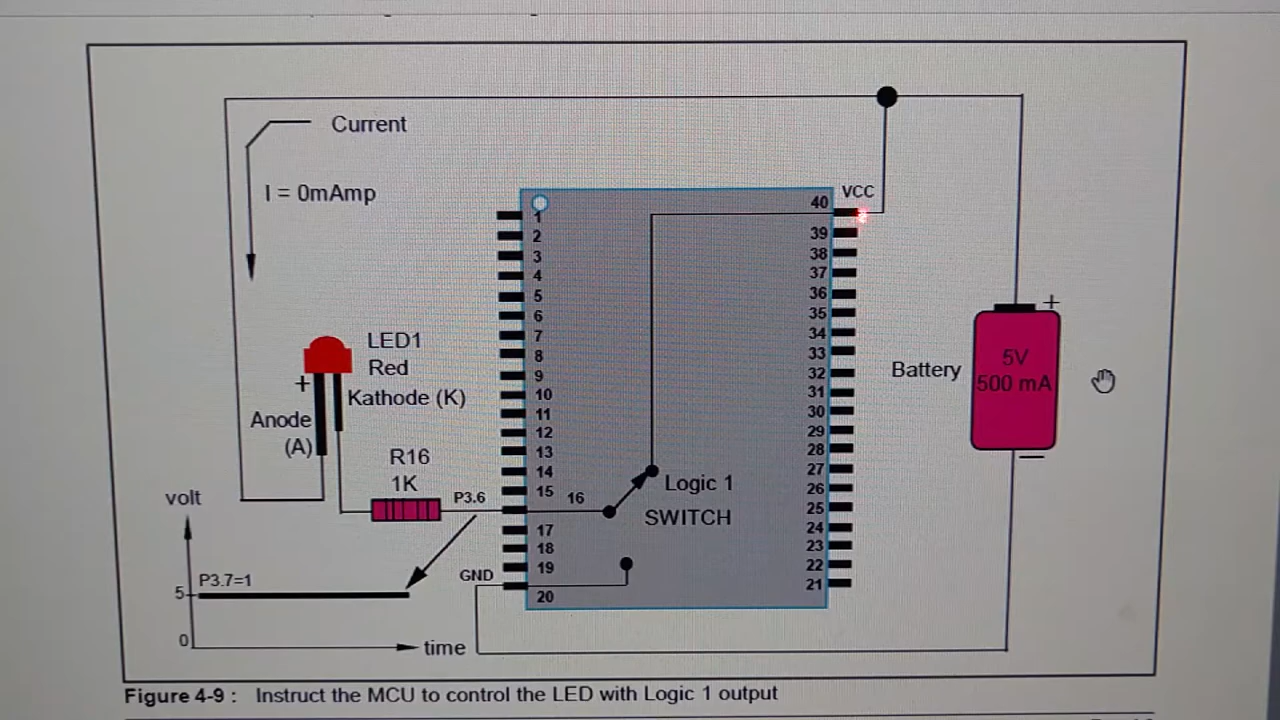 Current
I = 0mAmp
VCC
40
1
39
2
38
3
37
4
36
5
35
6
34
7
33
8
32
9
31
10
30
11
29
12
28
13
27
14
26
15
25
16
24
17
23
18
22
19
21
20
+
5V
500 mA
Battery
—
LED1
Red
+
Kathode (K)
Anode
(A)
R16
1K
P3.6
Logic 1
SWITCH
GND
volt
P3.7=1
5
0
time
Figure 4-9 : Instruct the MCU to control the LED with Logic 1 output